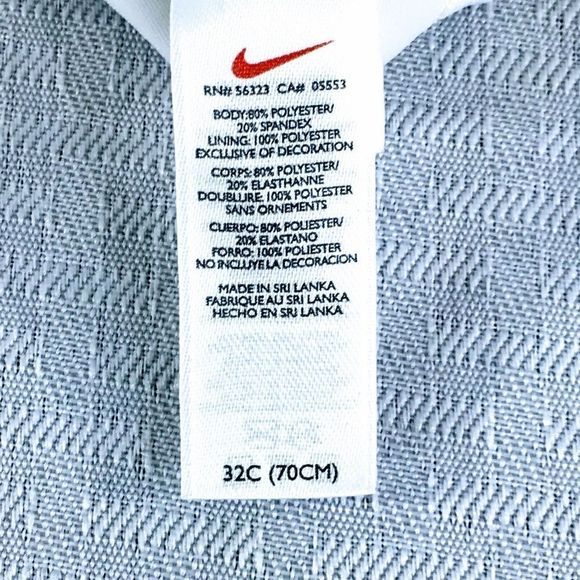 RN# 56323 CA# 05553
BODY:80% POLYESTER/
20% SPANDEX
LINING: 100% POLYESTER
EXCLUSIVE OF DECORATION
CORPS: 80% POLYESTER/
20% ELASTHANNE
DOUBLURE: 100% POLYESTER
SANS ORNEMENTS
CUERPO: 80% POLIESTER/
20% ELASTANO
FORRO: 100% POLIESTER
NO INCLUYE LA DECORACION
MADE IN SRI LANKA
FABRIQUE AU SRI LANKA
HECHO EN SRI LANKA
32C (70CM)